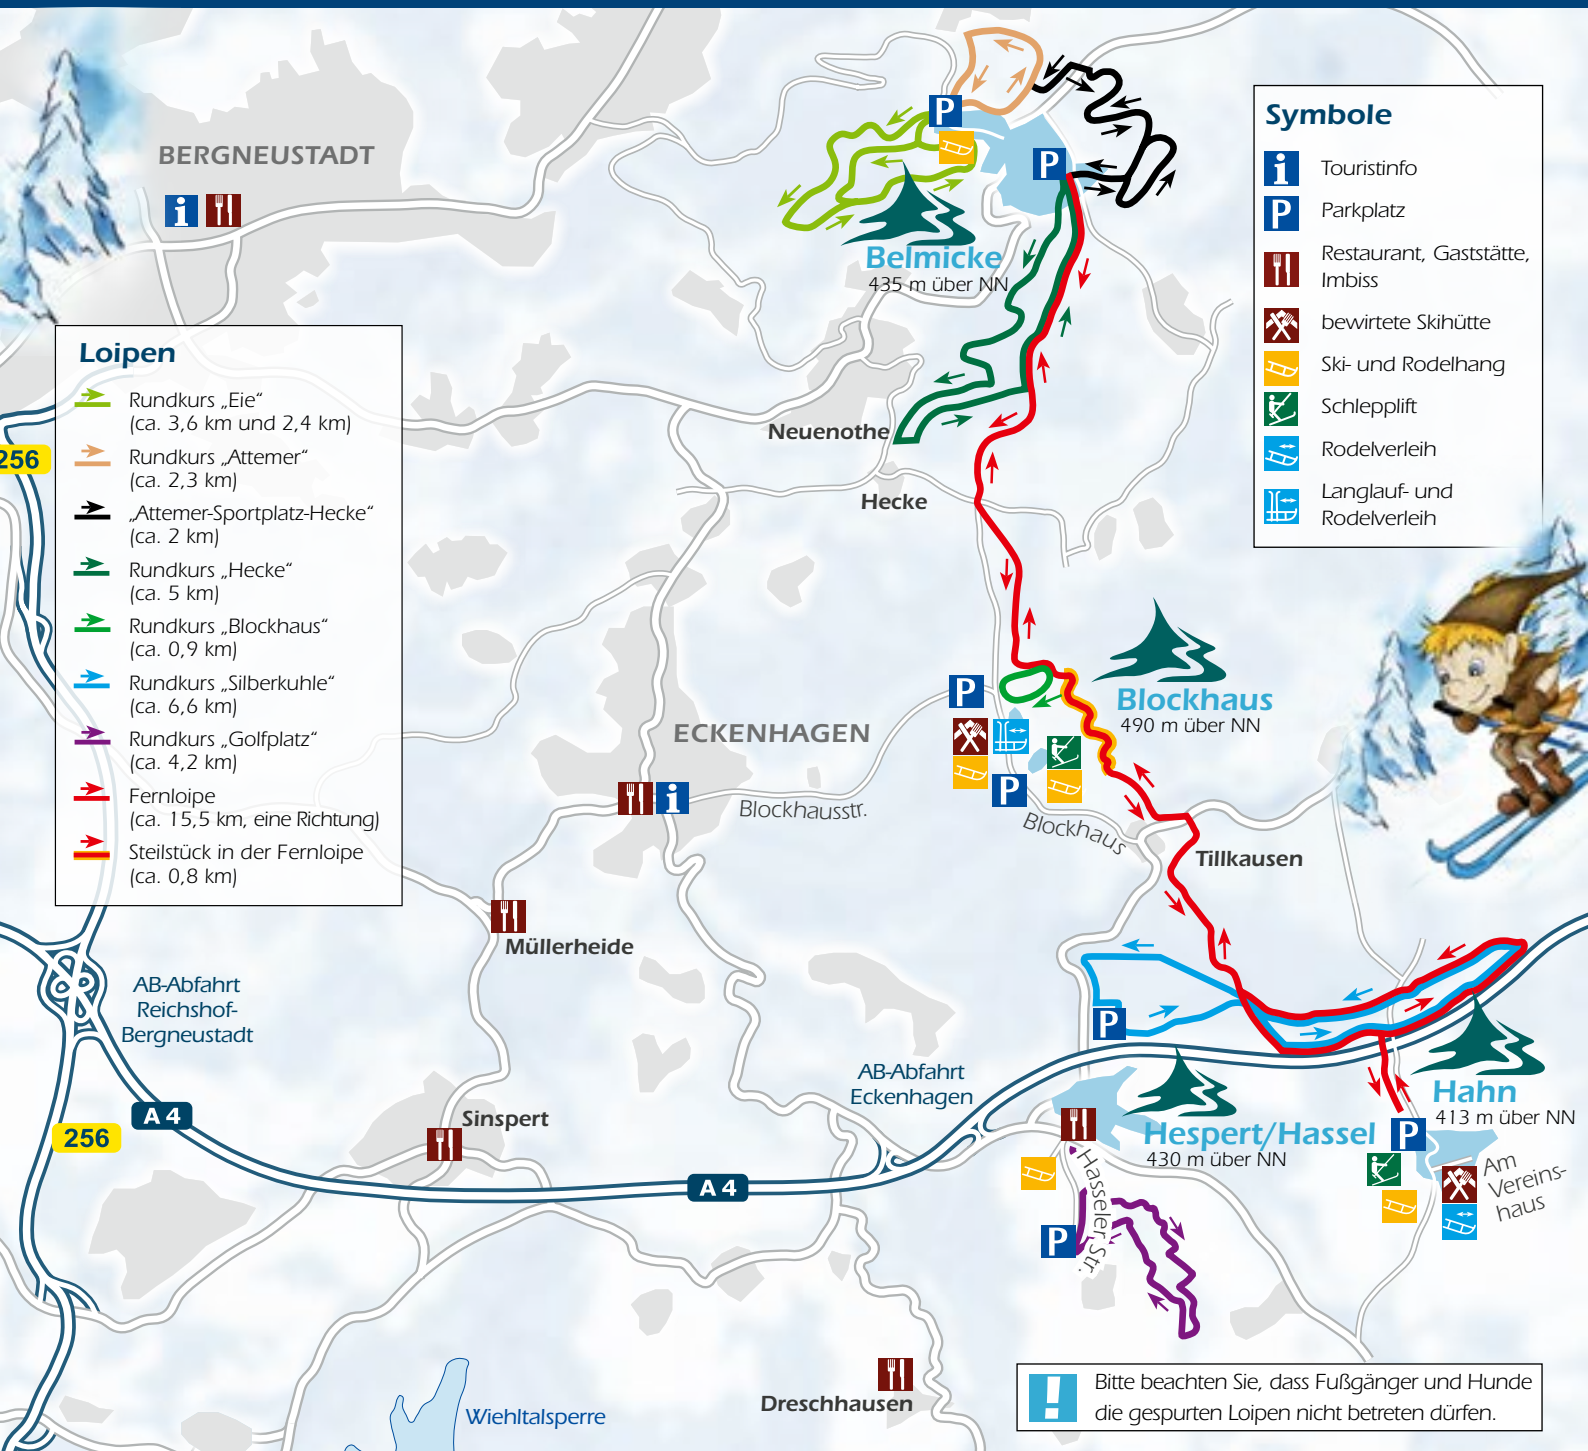 BERGNEUSTADT
i
P
P
Belmicke
435 m über NN
Symbole
i Touristinfo
P Parkplatz
Restaurant, Gaststätte,
Imbiss
bewirtete Skihütte
Ski- und Rodelhang
Schlepplift
Rodelverleih
Langlauf- und
Rodelverleih
Loipen
Rundkurs „Eie“
(ca. 3,6 km und 2,4 km)
Rundkurs „Attemer“
(ca. 2,3 km)
„Attemer-Sportplatz-Hecke“
(ca. 2 km)
Rundkurs „Hecke“
(ca. 5 km)
Rundkurs „Blockhaus“
(ca. 0,9 km)
Rundkurs „Silberkuhle“
(ca. 6,6 km)
Rundkurs „Golfplatz“
(ca. 4,2 km)
Fernloipe
(ca. 15,5 km, eine Richtung)
Steilstück in der Fernloipe
(ca. 0,8 km)
256
Neuenothe
Hecke
P
Blockhaus
490 m über NN
ECKENHAGEN
i
P
Blockhausstr.
Blockhaus
Tillkausen
Müllerheide
AB-Abfahrt
Reichshof-
Bergneustadt
P
AB-Abfahrt
Eckenhagen
Hahn
413 m über NN
A 4
256
Sinspert
Hespert/Hassel
430 m über NN
P
Am
Vereins-
haus
A 4
Hasseler Str.
P
Dreschhausen
Wiehltalsperre
! Bitte beachten Sie, dass Fußgänger und Hunde
die gespurten Loipen nicht betreten dürfen.